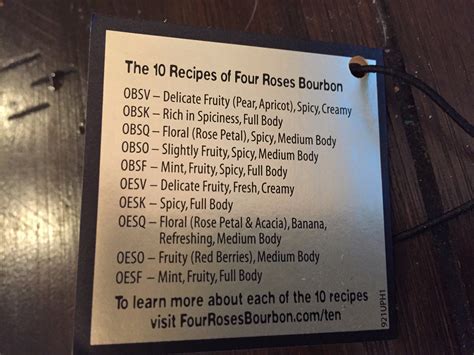 The 10 Recipes of Four Roses Bourbon
OBSV – Delicate Fruity (Pear, Apricot), Spicy, Creamy
OBSK – Rich in Spiciness, Full Body
OBSQ – Floral (Rose Petal), Spicy, Medium Body
OBSO – Slightly Fruity, Spicy, Medium Body
OBSF – Mint, Fruity, Spicy, Full Body
OESV – Delicate Fruity, Fresh, Creamy
OESK – Spicy, Full Body
OESQ – Floral (Rose Petal & Acacia), Banana,
Refreshing, Medium Body
OESO – Fruity (Red Berries), Medium Body
OESF – Mint, Fruity, Full Body
To learn more about each of the 10 recipes
visit FourRosesBourbon.com/ten
921UPH1